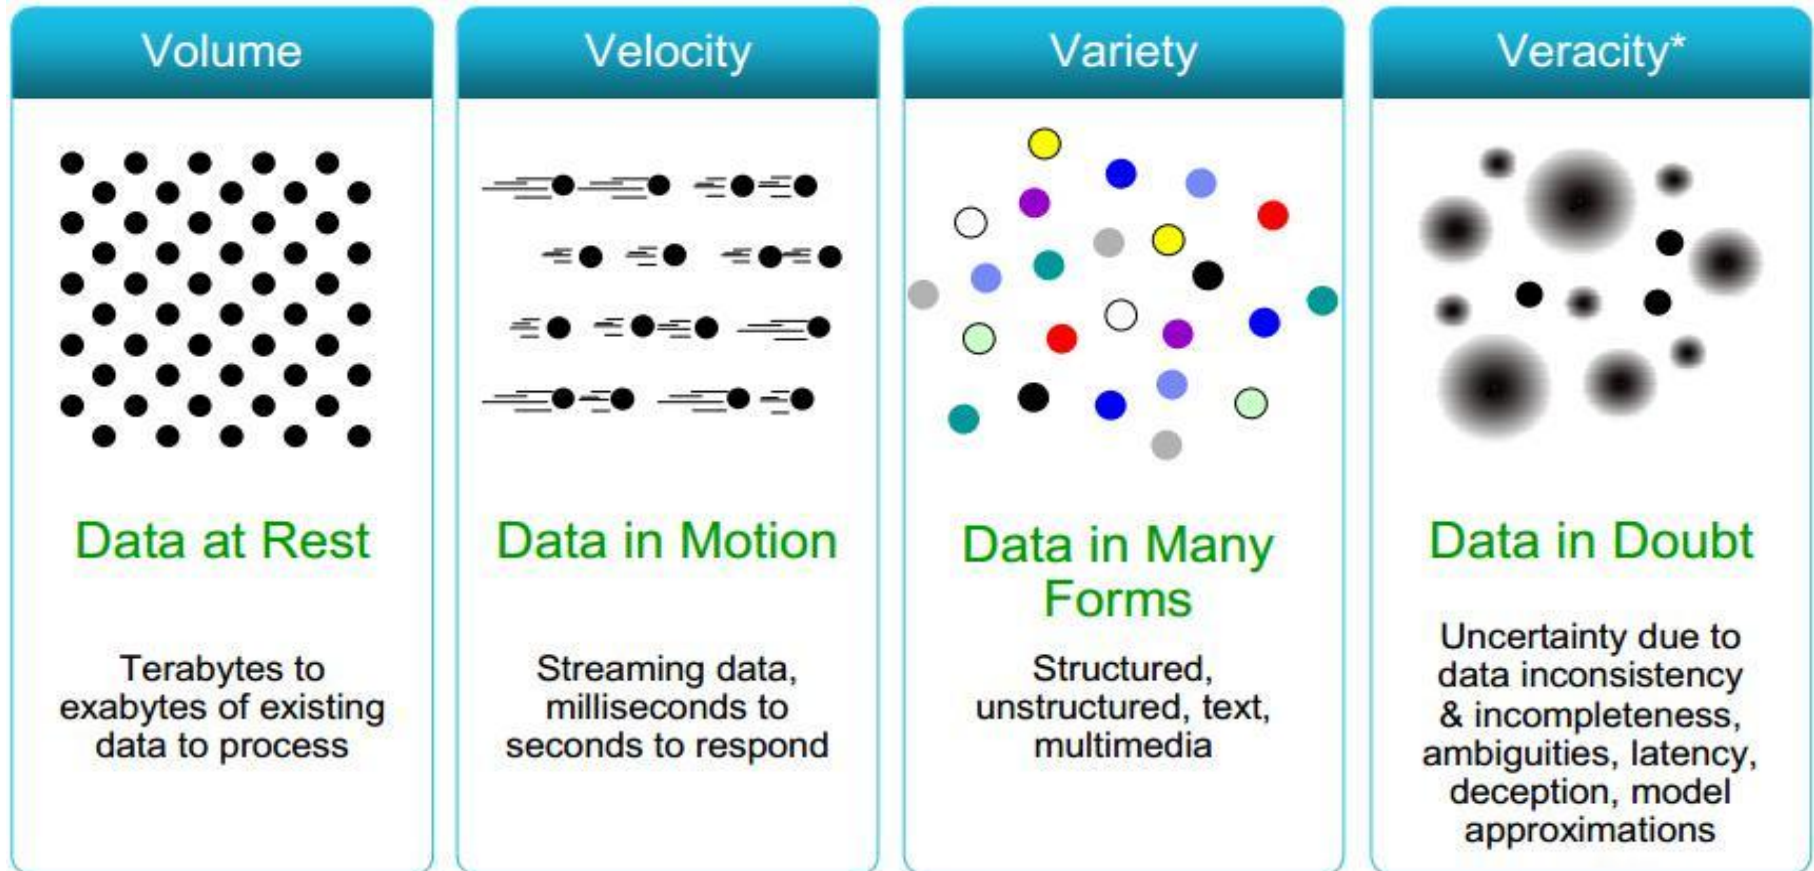 Volume
Data at Rest
Terabytes to
exabytes of existing
data to process
Velocity
Data in Motion
Streaming data,
milliseconds to
seconds to respond
Variety
Data in Many
Forms
Structured,
unstructured, text,
multimedia
Veracity*
Data in Doubt
Uncertainty due to
data inconsistency
& incompleteness,
ambiguities, latency,
deception, model
approximations